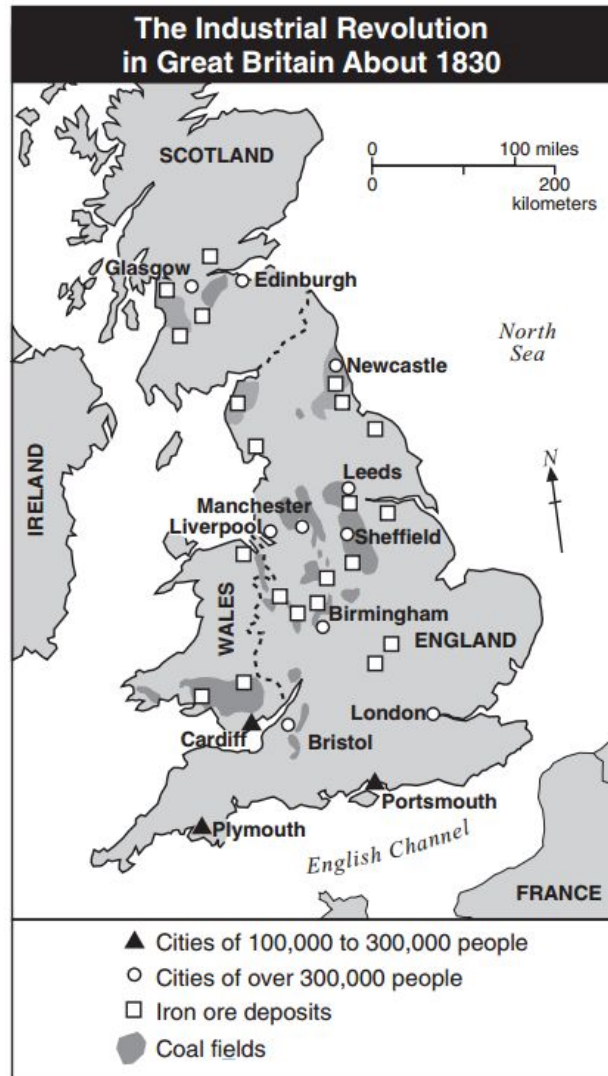 The Industrial Revolution
in Great Britain About 1830
SCOTLAND
0 100 miles
0 200
kilometers
Glasgow
Edinburgh
North
Sea
Newcastle
N
Leeds
Manchester
Liverpool
Sheffield
IRELAND
WALES
Birmingham
ENGLAND
London
Cardiff
Bristol
Portsmouth
Plymouth
English Channel
FRANCE
Cities of 100,000 to 300,000 people
Cities of over 300,000 people
Iron ore deposits
Coal fields